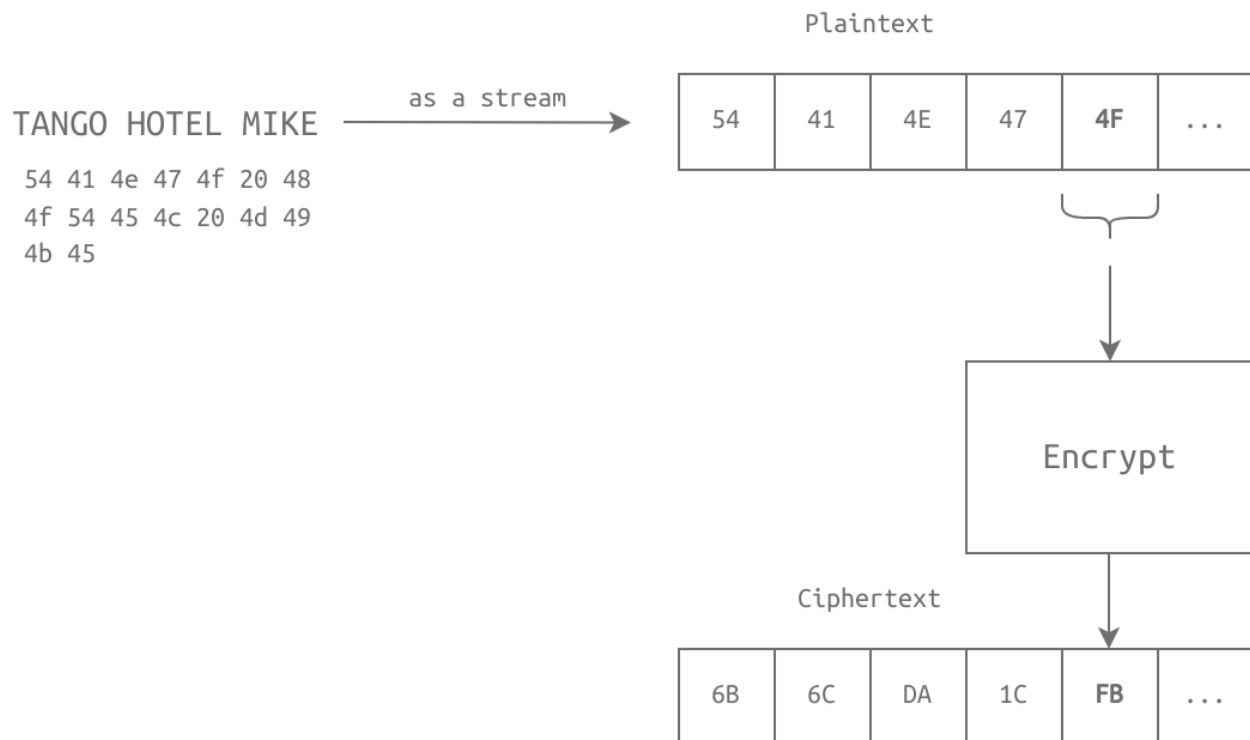 Plaintext
as a stream
TANGO HOTEL MIKE
54 41 4E 47 4F ...
54 41 4e 47 4f 20 48
4f 54 45 4c 20 4d 49
4b 45
Encrypt
Ciphertext
6B 6C DA 1C FB ...